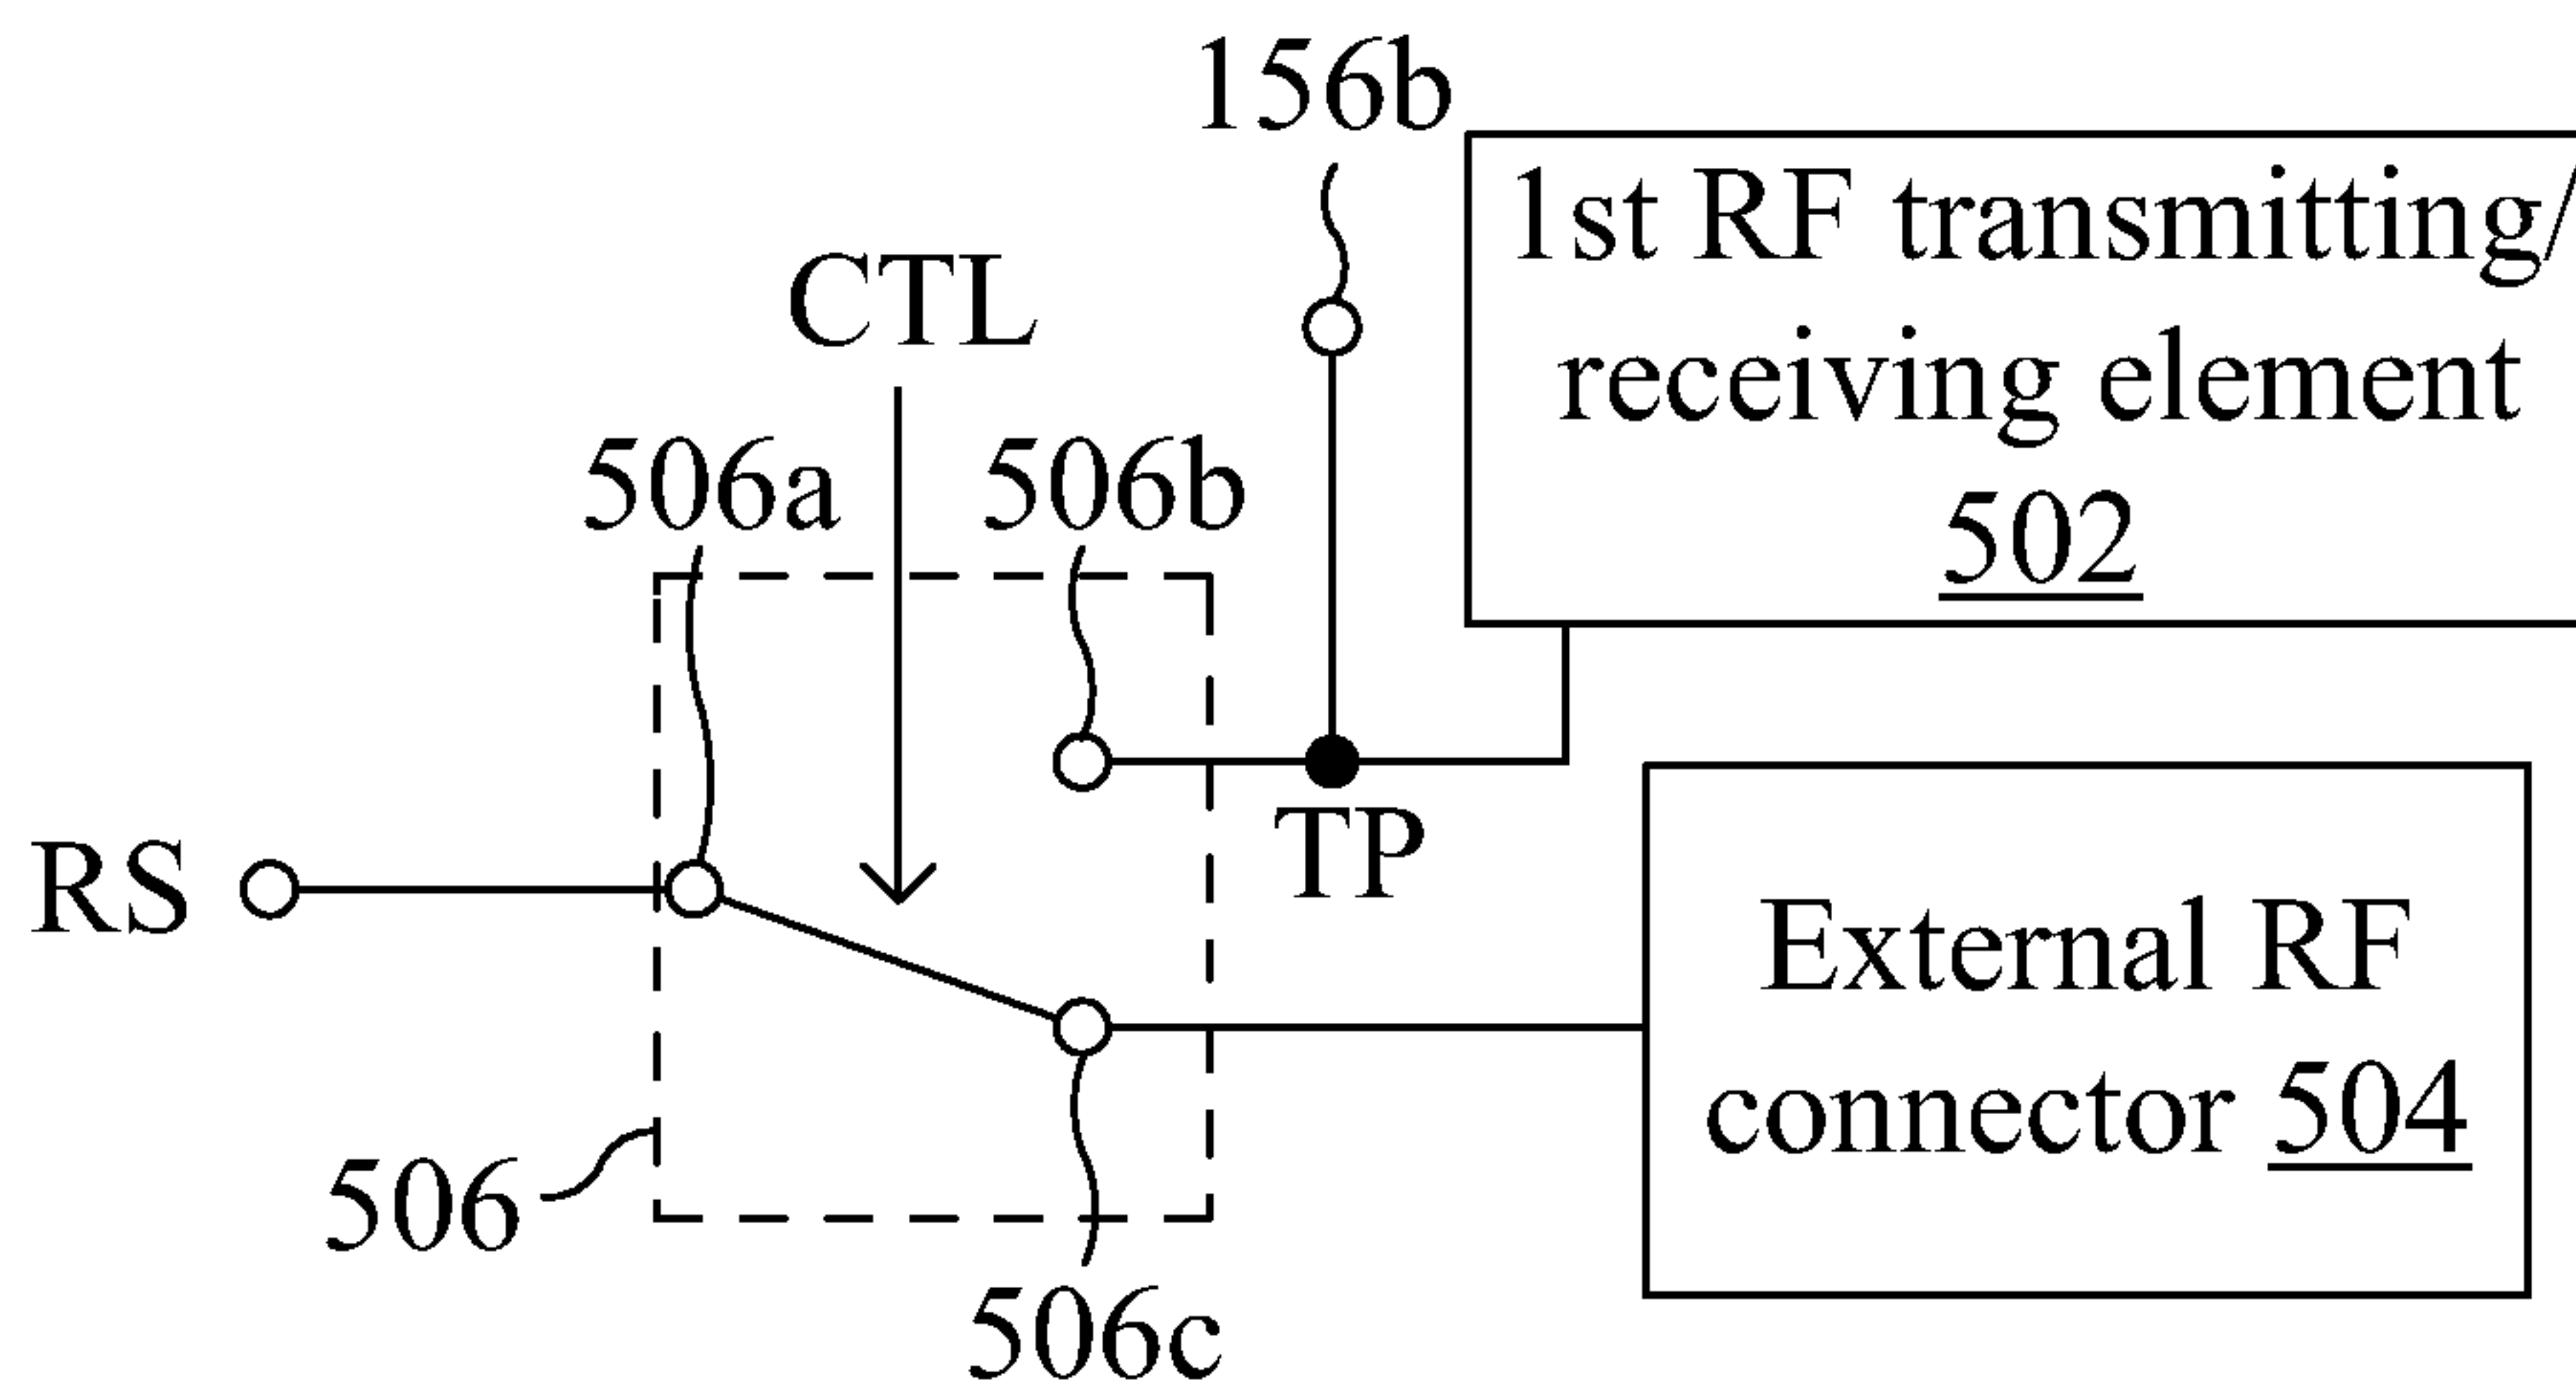 156b
1st RF transmitting/
receiving element
502
CTL
506a
506b
TP
RS
External RF
connector 504
506
506c